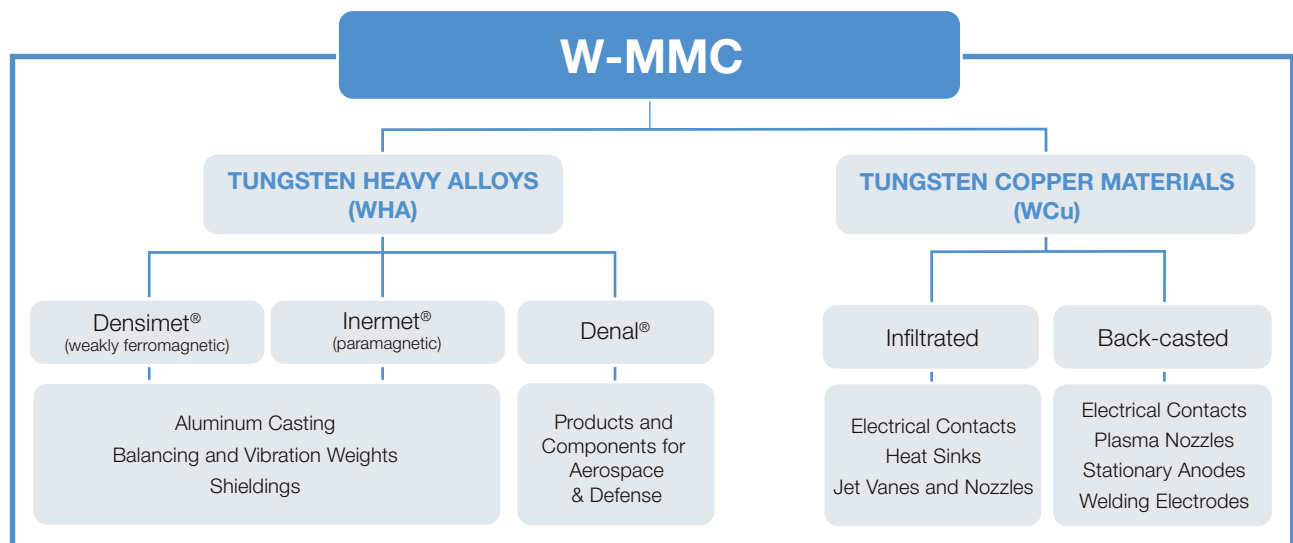 W-MMC
TUNGSTEN HEAVY ALLOYS
(WHA)
TUNGSTEN COPPER MATERIALS
(WCu)
Densimet®
(weakly ferromagnetic)
Inermet®
(paramagnetic)
Denal®
Infiltrated
Back-casted
Aluminum Casting
Balancing and Vibration Weights
Shieldings
Products and
Components for
Aerospace
& Defense
Electrical Contacts
Heat Sinks
Jet Vanes and Nozzles
Electrical Contacts
Plasma Nozzles
Stationary Anodes
Welding Electrodes